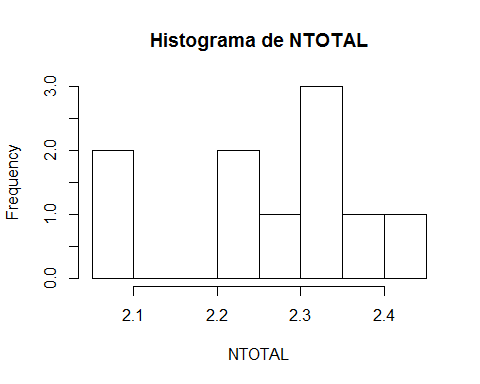 Histograma de NTOTAL
Frequency
3.0
2.0
1.0
0.0
2.1 2.2 2.3 2.4
NTOTAL